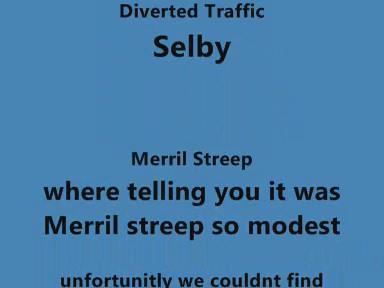 Diverted Traffic
Selby
Merril Streep
where telling you it was
Merril streep so modest
unfortunitly we couldnt find